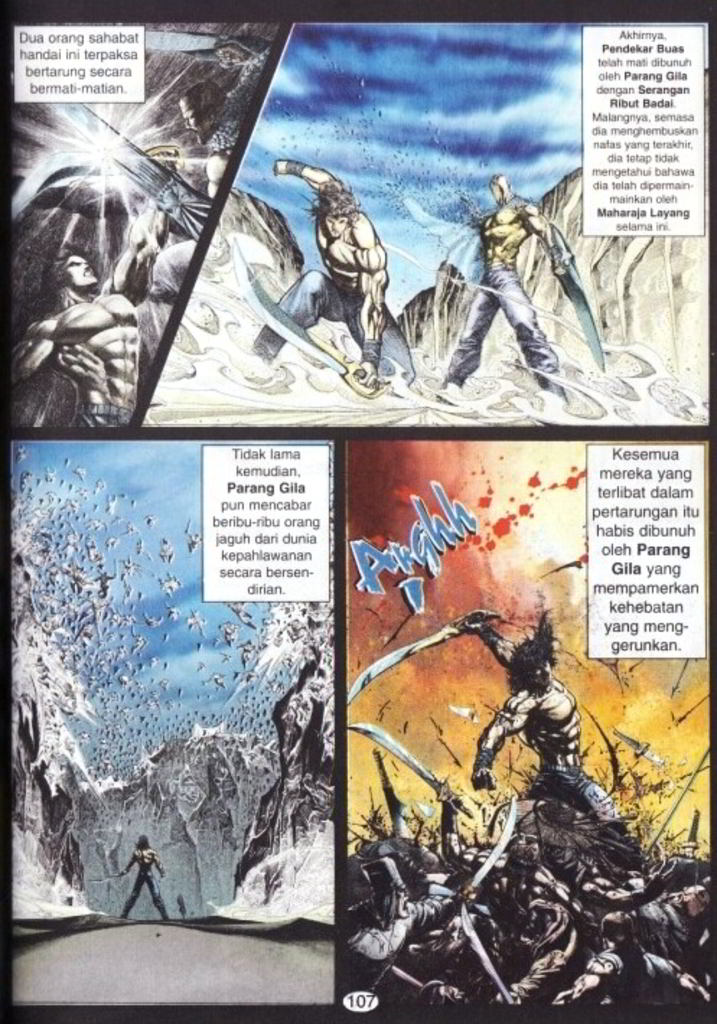 Dua orang sahabat
handai ini terpaksa
bertarung secara
bermati-matian.
Akhirnya,
Pendekar Buas
telah mati dibunuh
oleh Parang Gila
dengan Serangan
Ribut Badai.
Malangnya, semasa
dia menghembuskan
nafas yang terakhir,
dia tetap tidak
mengetahui bahawa
dia telah dipermain-
mainkan oleh
Maharaja Layang
selama ini.
Tidak lama
kemudian,
Parang Gila
pun mencabar
beribu-ribu orang
jaguh dari dunia
kepahlawanan
secara bersen-
dirian.
Kesemua
mereka yang
terlibat dalam
pertarungan itu
habis dibunuh
oleh Parang
Gila yang
mempamerkan
kehebatan
yang meng-
gerunkan.
107